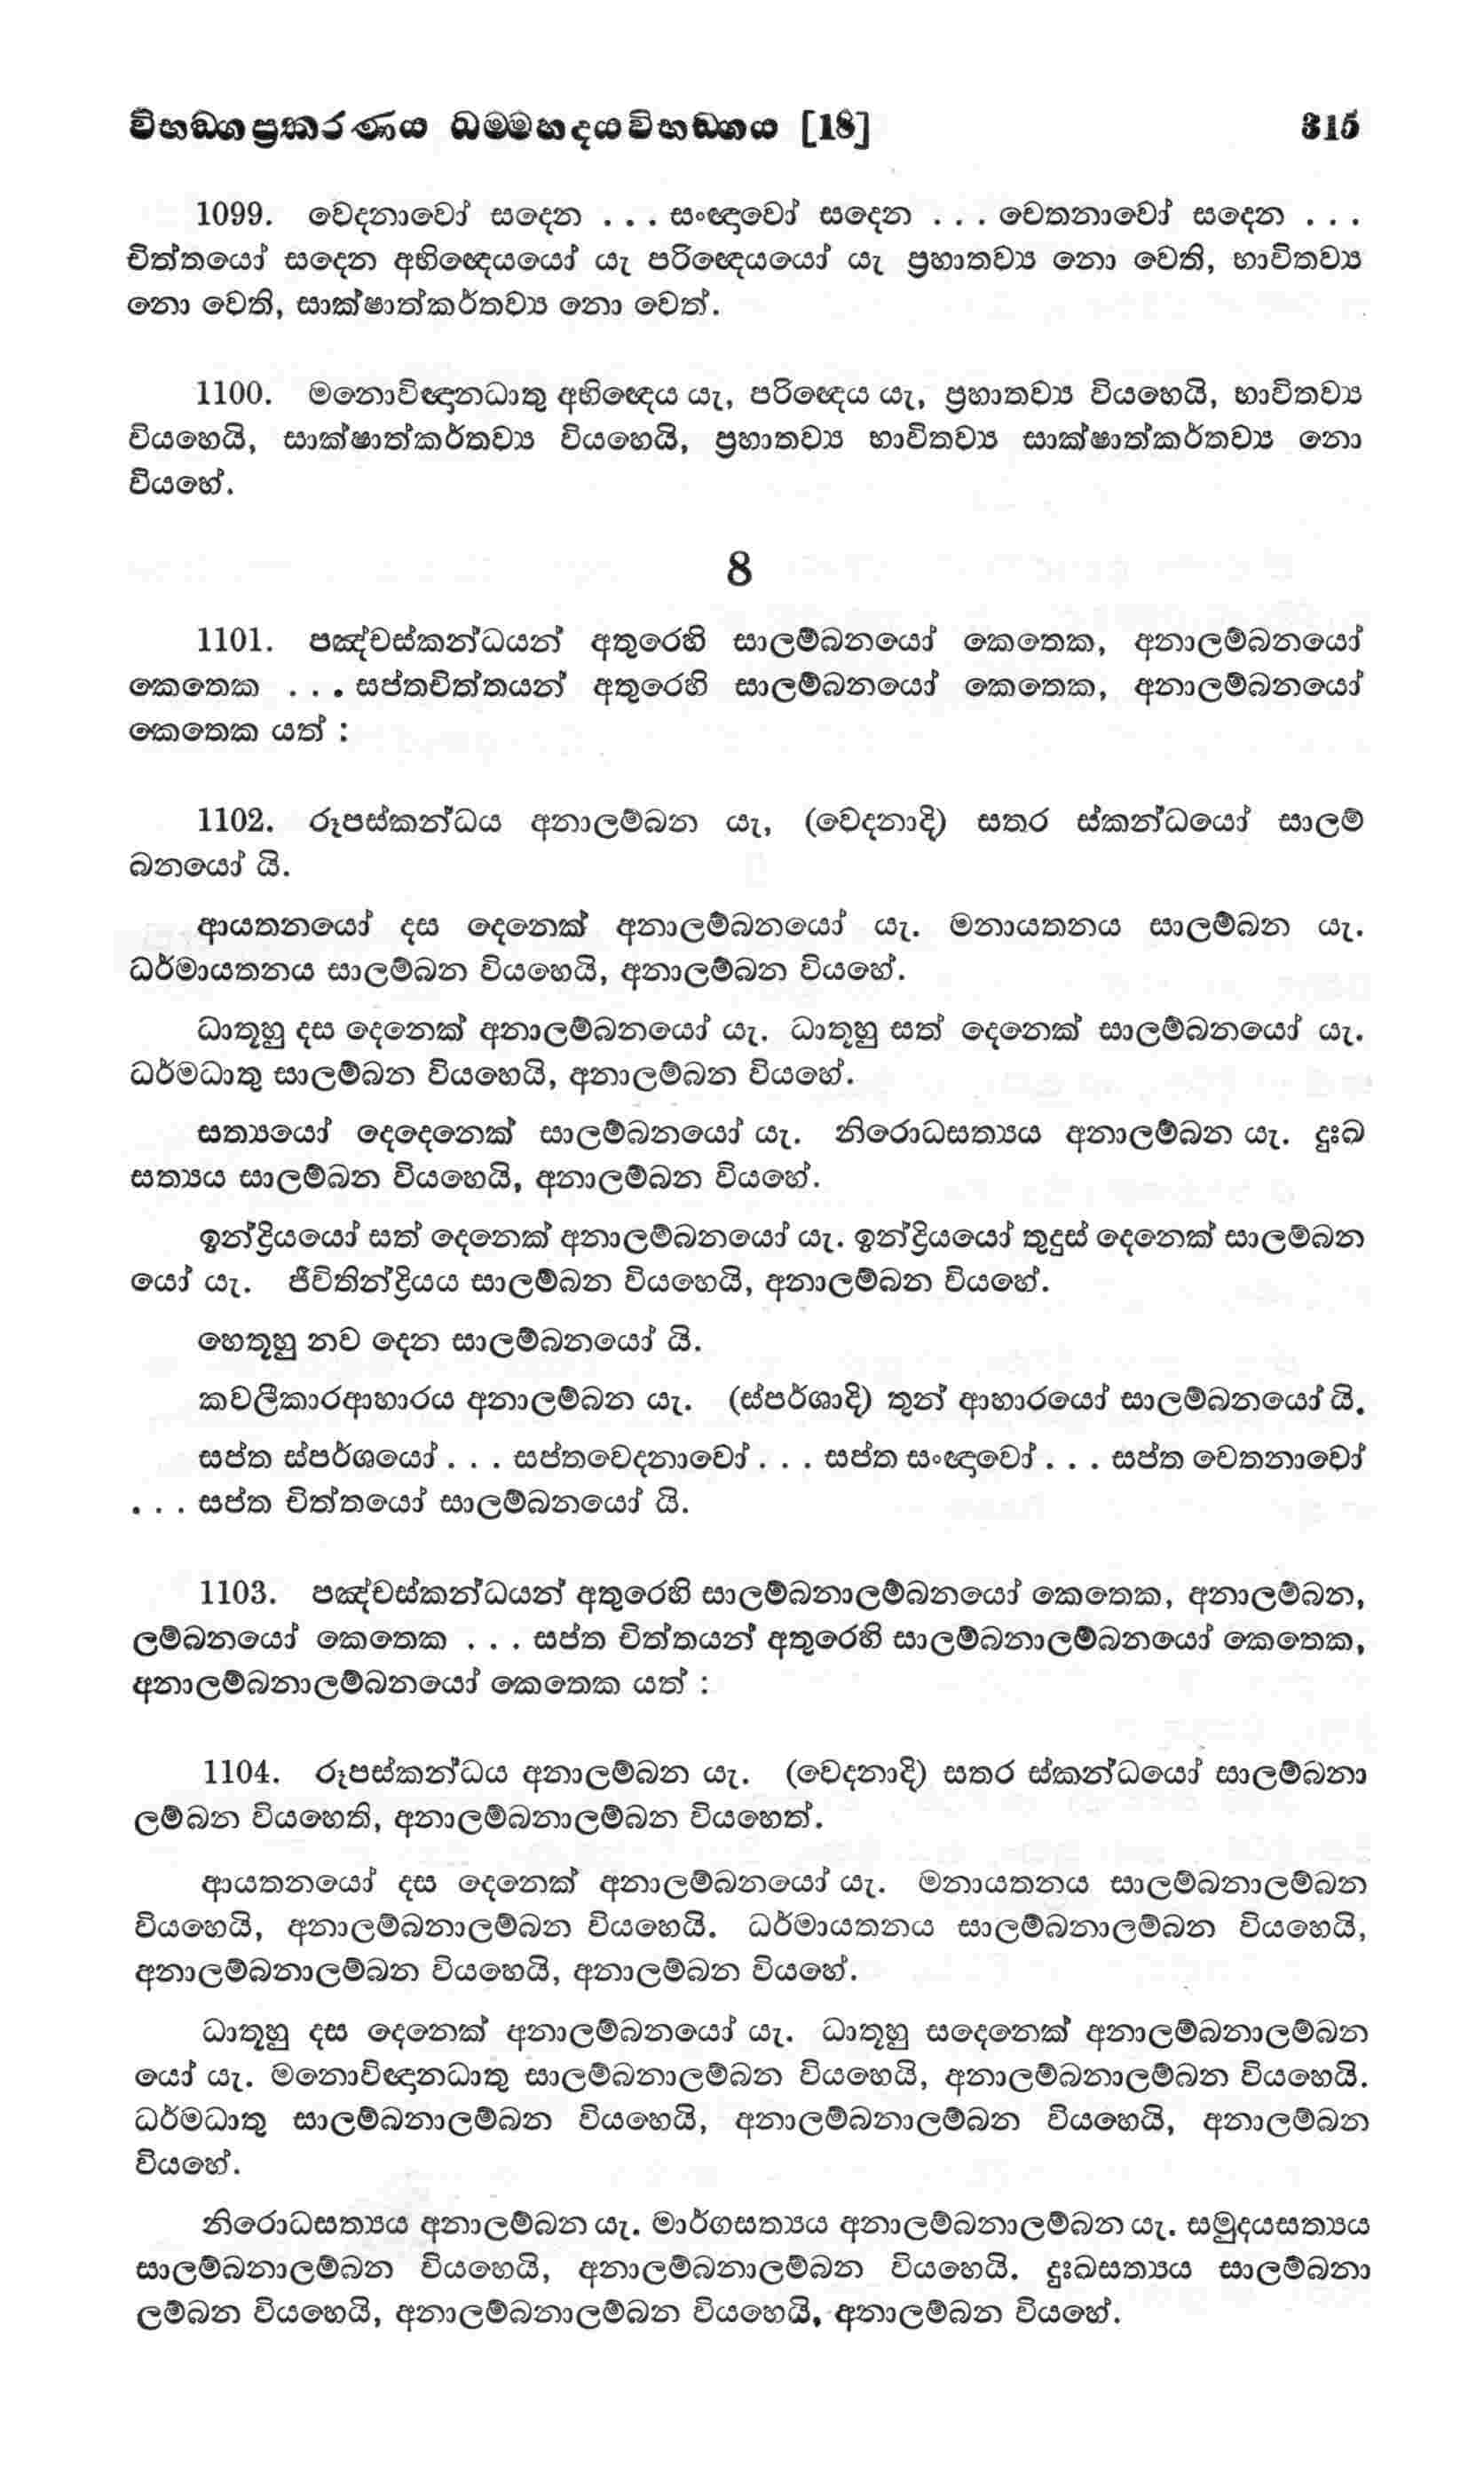 විභඞ්ගප්‍රකරණය ධම්මහදයවිභඞ්ගය [18] 315
1099. වෙදනාවෝ සදෙන . . . සංඥාවෝ සදෙන . . . චෙතනාවෝ සදෙන . . .
චිත්තයෝ සදෙන අභිඥෙයයෝ යැ පරිඥෙයයෝ යැ ප්‍රහාතව්‍ය නො වෙති, භාවිතව්‍ය
නො වෙති, සාක්ෂාත්කර්තව්‍ය නො වෙත්.
1100. මනොවිඥානධාතු අභිඥෙය යැ, පරිඥෙය යැ, ප්‍රහාතව්‍ය වියහෙයි, භාවිතව්‍ය
වියහෙයි, සාක්ෂාත්කර්තව්‍ය වියහෙයි, ප්‍රහාතව්‍ය භාවිතව්‍ය සාක්ෂාත්කර්තව්‍ය නො
වියහේ.
8
1101. පඤ්චස්කන්ධයන් අතුරෙහි සාලම්බනයෝ කෙතෙක, අනාලම්බනයෝ
කෙතෙක . . . සප්තචිත්තයන් අතුරෙහි සාලම්බනයෝ කෙතෙක, අනාලම්බනයෝ
කෙතෙක යත් :
1102. රූපස්කන්ධය අනාලම්බන යැ, (වෙදනාදි) සතර ස්කන්ධයෝ සාලම්
බනයෝ යි.
ආයතනයෝ දස දෙනෙක් අනාලම්බනයෝ යැ. මනායතනය සාලම්බන යැ.
ධර්මායතනය සාලම්බන වියහෙයි, අනාලම්බන වියහේ.
ධාතූහු දස දෙනෙක් අනාලම්බනයෝ යැ. ධාතූහු සත් දෙනෙක් සාලම්බනයෝ යැ.
ධර්මධාතු සාලම්බන වියහෙයි, අනාලම්බන වියහේ.
සත්‍යයෝ දෙදෙනෙක් සාලම්බනයෝ යැ. නිරොධසත්‍යය අනාලම්බන යැ. දුඃඛ
සත්‍යය සාලම්බන වියහෙයි, අනාලම්බන වියහේ.
ඉන්ද්‍රියයෝ සත් දෙනෙක් අනාලම්බනයෝ යැ. ඉන්ද්‍රියයෝ තුදුස් දෙනෙක් සාලම්බන
යෝ යැ. ජීවිතින්ද්‍රියය සාලම්බන වියහෙයි, අනාලම්බන වියහේ.
හෙතූහු නව දෙන සාලම්බනයෝ යි.
කවලීකාරආහාරය අනාලම්බන යැ. (ස්පර්ශාදි) තුන් ආහාරයෝ සාලම්බනයෝ යි.
සප්ත ස්පර්ශයෝ . . . සප්තවෙදනාවෝ . . . සප්ත සංඥාවෝ . . . සප්ත චෙතනාවෝ
. . . සප්ත චිත්තයෝ සාලම්බනයෝ යි.
1103. පඤ්චස්කන්ධයන් අතුරෙහි සාලම්බනාලම්බනයෝ කෙතෙක, අනාලම්බන,
ලම්බනයෝ කෙතෙක . . . සප්ත චිත්තයන් අතුරෙහි සාලම්බනාලම්බනයෝ කෙතෙක,
අනාලම්බනාලම්බනයෝ කෙතෙක යත් :
1104. රූපස්කන්ධය අනාලම්බන යැ. (වෙදනාදි) සතර ස්කන්ධයෝ සාලම්බනා
ලම්බන වියහෙති, අනාලම්බනාලම්බන වියහෙත්.
ආයතනයෝ දස දෙනෙක් අනාලම්බනයෝ යැ. මනායතනය සාලම්බනාලම්බන
වියහෙයි, අනාලම්බනාලම්බන වියහෙයි. ධර්මායතනය සාලම්බනාලම්බන වියහෙයි,
අනාලම්බනාලම්බන වියහෙයි, අනාලම්බන වියහේ.
ධාතූහු දස දෙනෙක් අනාලම්බනයෝ යැ. ධාතූහු සදෙනෙක් අනාලම්බනාලම්බන
යෝ යැ. මනොවිඥානධාතු සාලම්බනාලම්බන වියහෙයි, අනාලම්බනාලම්බන වියහෙයි.
ධර්මධාතු සාලම්බනාලම්බන වියහෙයි, අනාලම්බනාලම්බන වියහෙයි, අනාලම්බන
වියහේ.
නිරොධසත්‍යය අනාලම්බන යැ. මාර්ගසත්‍යය අනාලම්බනාලම්බන යැ. සමුදයසත්‍යය
සාලම්බනාලම්බන වියහෙයි, අනාලම්බනාලම්බන වියහෙයි. දුඃඛසත්‍යය සාලම්බනා
ලම්බන වියහෙයි, අනාලම්බනාලම්බන වියහෙයි, අනාලම්බන වියහේ.